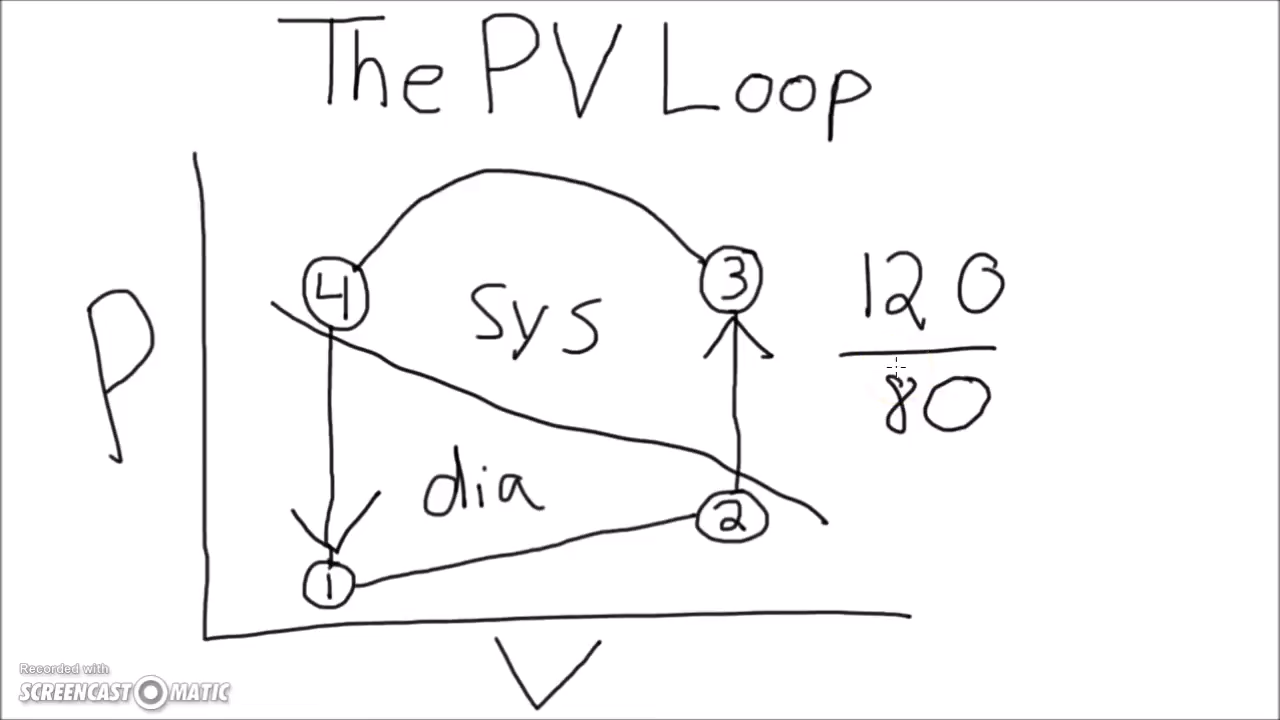 The PV Loop
4
3
Sys
120
80
P
dia
2
1
V
Recorded with
SCREENCAST O MATIC